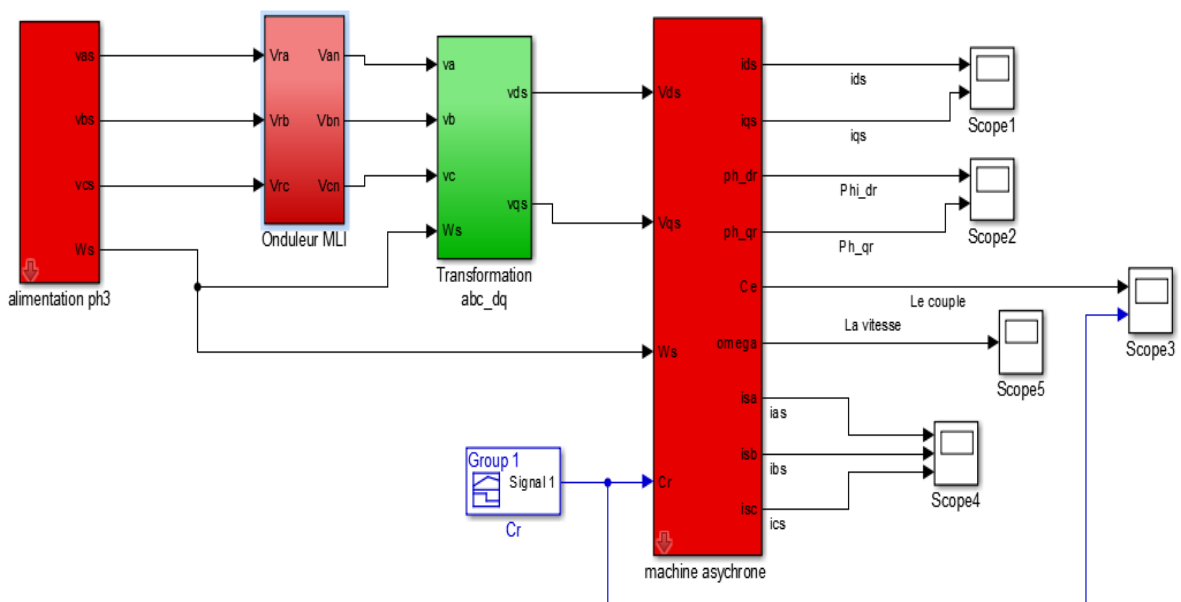 vas
vbs
vcs
Ws
alimentation ph3
Vra
Vrb
Vrc
Van
Vbn
Vcn
Onduleur MLI
va
vb
vc
Ws
vds
vqs
Transformation
abc_dq
Vds
Vqs
Ws
Cr
ids
iqs
ph_dr
ph_qr
Ce
omega
isa
isb
isc
machine asychrone
ids
iqs
Scope1
Phi_dr
Ph_qr
Scope2
Le couple
Scope3
La vitesse
Scope5
ias
ibs
ics
Scope4
Group 1
Signal 1
Cr